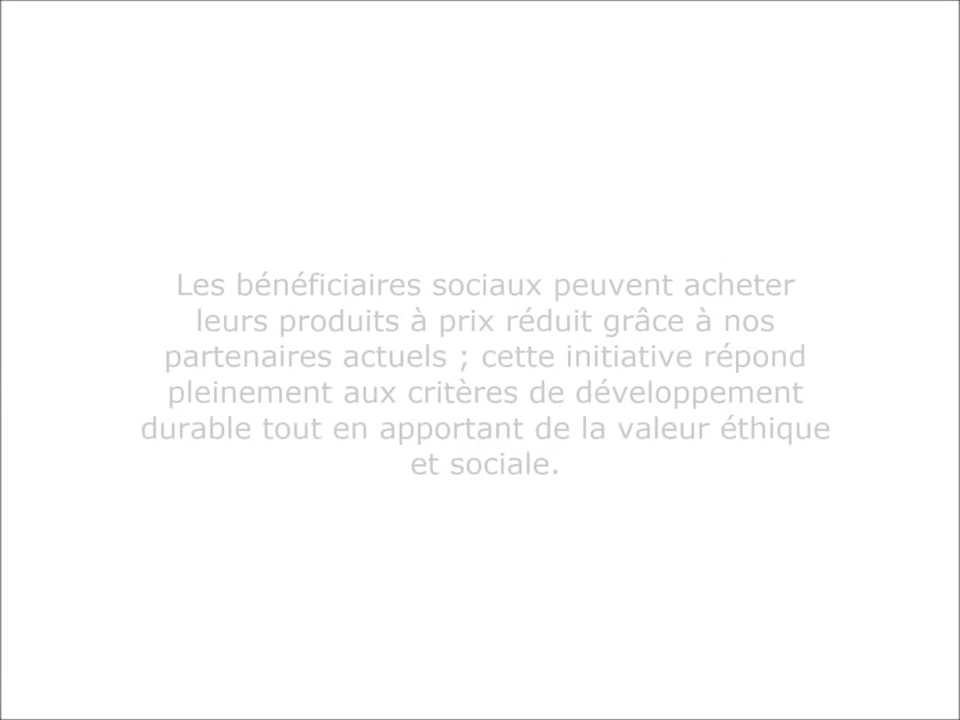 Les bénéficiaires sociaux peuvent acheter
leurs produits à prix réduit grâce à nos
partenaires actuels ; cette initiative répond
pleinement aux critères de développement
durable tout en apportant de la valeur éthique
et sociale.